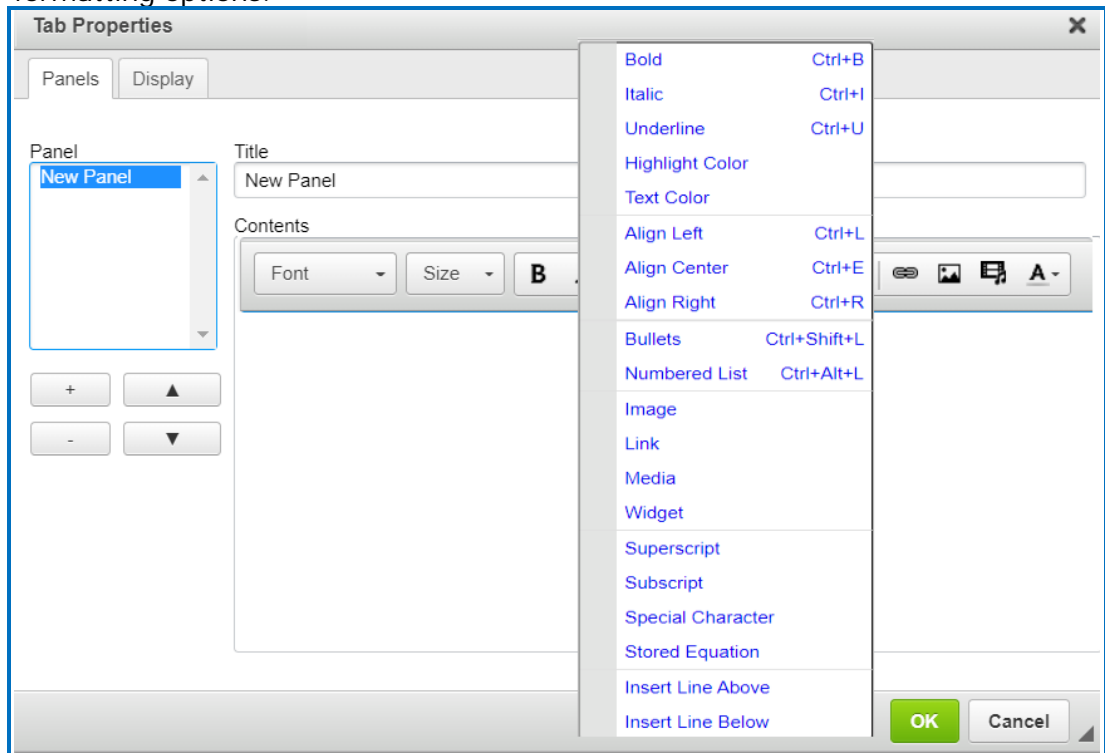 Tab Properties
Panels Display
Panel
New Panel
+
-
Title
New Panel
Contents
Font Size B A
Bold Ctrl+B
Italic Ctrl+I
Underline Ctrl+U
Highlight Color
Text Color
Align Left Ctrl+L
Align Center Ctrl+E
Align Right Ctrl+R
Bullets Ctrl+Shift+L
Numbered List Ctrl+Alt+L
Image
Link
Media
Widget
Superscript
Subscript
Special Character
Stored Equation
Insert Line Above
Insert Line Below
OK Cancel